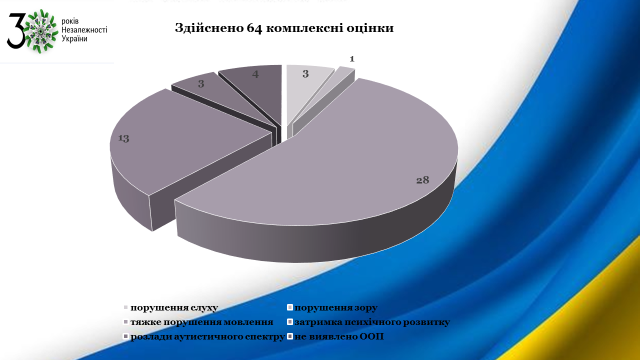 30 років
Незалежності
України
Здійснено 64 комплексні оцінки
4
3
1
3
13
28
порушення слуху
порушення зору
тяжке порушення мовлення
затримка психічного розвитку
розлади аутистичного спектру
не виявлено ООП